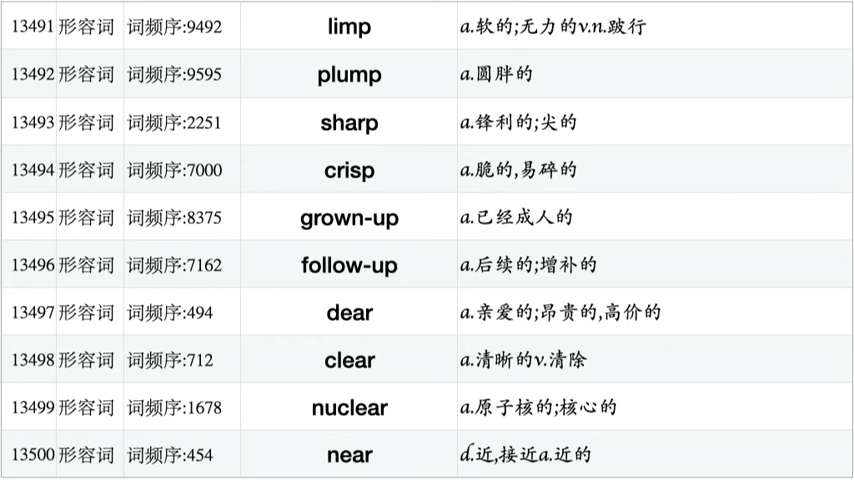 13491 形容词 词频序:9492 limp a.软的;无力的v.n.跛行
13492 形容词 词频序:9595 plump a.圆胖的
13493 形容词 词频序:2251 sharp a.锋利的;尖的
13494 形容词 词频序:7000 crisp a.脆的,易碎的
13495 形容词 词频序:8375 grown-up a.已经成人的
13496 形容词 词频序:7162 follow-up a.后续的;增补的
13497 形容词 词频序:494 dear a.亲爱的;昂贵的,高价的
13498 形容词 词频序:712 clear a.清晰的v.清除
13499 形容词 词频序:1678 nuclear a.原子核的;核心的
13500 形容词 词频序:454 near d.近,接近a.近的